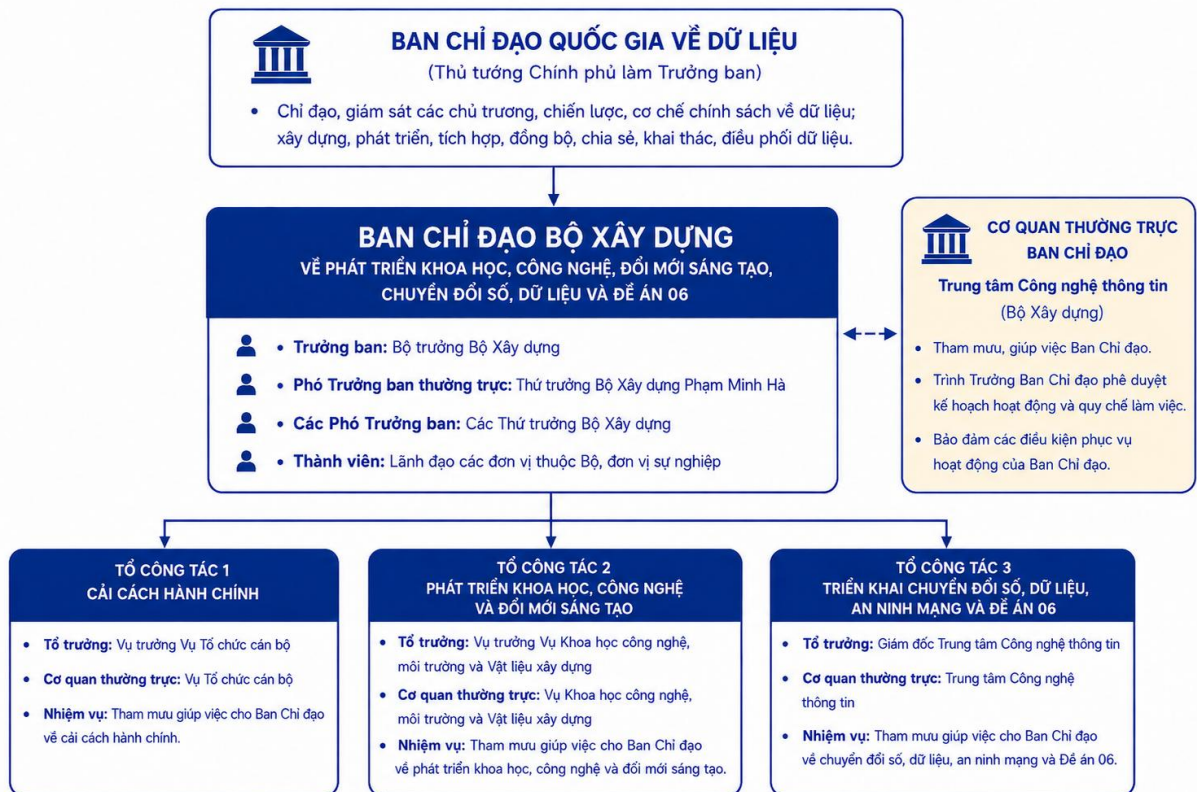 BAN CHỈ ĐẠO QUỐC GIA VỀ DỮ LIỆU
(Thủ tướng Chính phủ làm Trưởng ban)
• Chỉ đạo, giám sát các chủ trương, chiến lược, cơ chế chính sách về dữ liệu;
xây dựng, phát triển, tích hợp, đồng bộ, chia sẻ, khai thác, điều phối dữ liệu.
BAN CHỈ ĐẠO BỘ XÂY DỰNG
VỀ PHÁT TRIỂN KHOA HỌC, CÔNG NGHỆ, ĐỔI MỚI SÁNG TẠO,
CHUYỂN ĐỔI SỐ, DỮ LIỆU VÀ ĐỀ ÁN 06
• Trưởng ban: Bộ trưởng Bộ Xây dựng
• Phó Trưởng ban thường trực: Thứ trưởng Bộ Xây dựng Phạm Minh Hà
• Các Phó Trưởng ban: Các Thứ trưởng Bộ Xây dựng
• Thành viên: Lãnh đạo các đơn vị thuộc Bộ, đơn vị sự nghiệp
CƠ QUAN THƯỜNG TRỰC
BAN CHỈ ĐẠO
Trung tâm Công nghệ thông tin
(Bộ Xây dựng)
• Tham mưu, giúp việc Ban Chỉ đạo.
• Trình Trưởng Ban Chỉ đạo phê duyệt
kế hoạch hoạt động và quy chế làm việc.
• Bảo đảm các điều kiện phục vụ
hoạt động của Ban Chỉ đạo.
TỔ CÔNG TÁC 1
CẢI CÁCH HÀNH CHÍNH
• Tổ trưởng: Vụ trưởng Vụ Tổ chức cán bộ
• Cơ quan thường trực: Vụ Tổ chức cán bộ
• Nhiệm vụ: Tham mưu giúp việc cho Ban Chỉ đạo
về cải cách hành chính.
TỔ CÔNG TÁC 2
PHÁT TRIỂN KHOA HỌC, CÔNG NGHỆ
VÀ ĐỔI MỚI SÁNG TẠO
• Tổ trưởng: Vụ trưởng Vụ Khoa học công nghệ,
môi trường và Vật liệu xây dựng
• Cơ quan thường trực: Vụ Khoa học công nghệ,
môi trường và Vật liệu xây dựng
• Nhiệm vụ: Tham mưu giúp việc cho Ban Chỉ đạo
về phát triển khoa học, công nghệ và đổi mới sáng tạo.
TỔ CÔNG TÁC 3
TRIỂN KHAI CHUYỂN ĐỔI SỐ, DỮ LIỆU,
AN NINH MẠNG VÀ ĐỀ ÁN 06
• Tổ trưởng: Giám đốc Trung tâm Công nghệ thông tin
• Cơ quan thường trực: Trung tâm Công nghệ
thông tin
• Nhiệm vụ: Tham mưu giúp việc cho Ban Chỉ đạo
về chuyển đổi số, dữ liệu, an ninh mạng và Đề án 06.